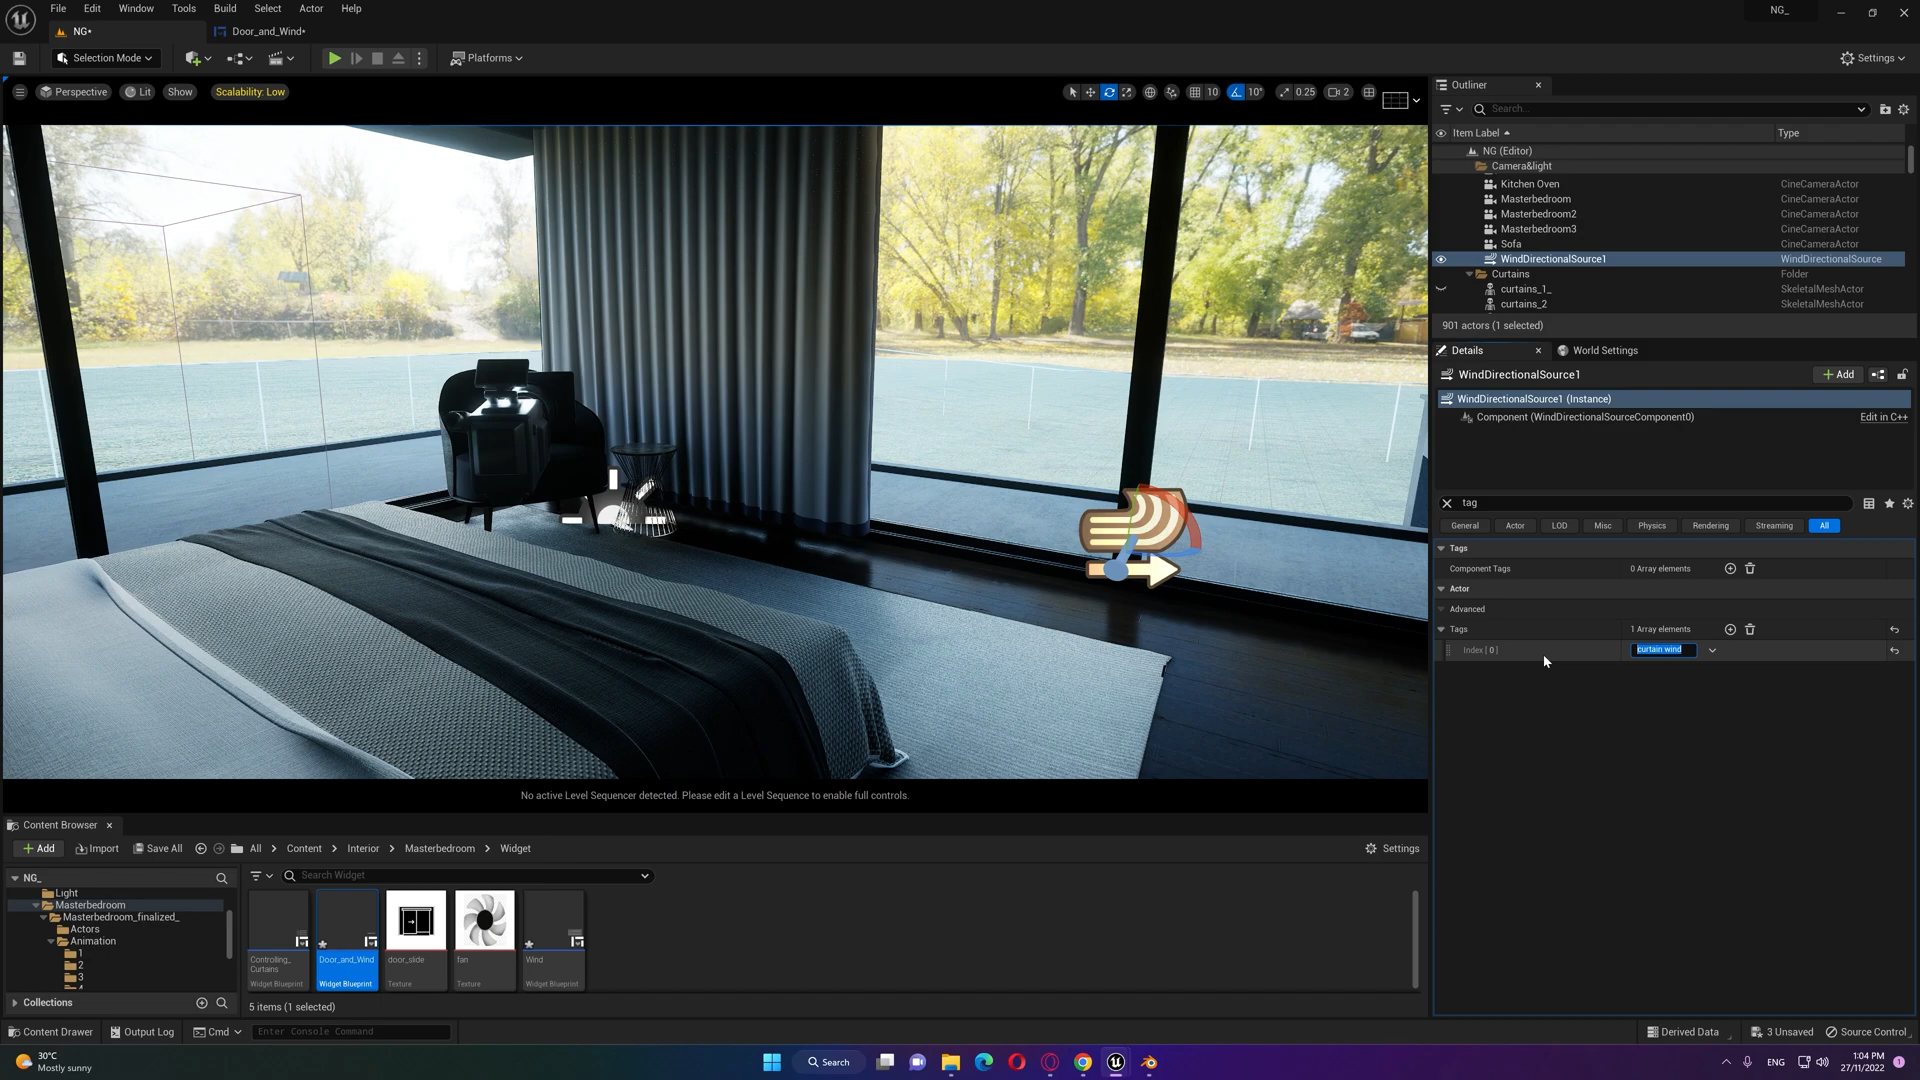 File Edit Window Tools Build Select Actor Help
NG_
NG*
Door_and_Wind*
Selection Mode
Platforms
Settings
Perspective Lit Show Scalability: Low
10 10° 0.25 2
No active Level Sequencer detected. Please edit a Level Sequence to enable full controls.
Outliner
Search...
Item Label Type
NG (Editor)
Camera&light
Kitchen Oven CineCameraActor
Masterbedroom CineCameraActor
Masterbedroom2 CineCameraActor
Masterbedroom3 CineCameraActor
Sofa CineCameraActor
WindDirectionalSource1 WindDirectionalSource
Curtains Folder
curtains_1_ SkeletalMeshActor
curtains_2 SkeletalMeshActor
901 actors (1 selected)
Details World Settings
WindDirectionalSource1
Add
WindDirectionalSource1 (Instance)
Component (WindDirectionalSourceComponent0) Edit in C++
tag
General Actor LOD Misc Physics Rendering Streaming All
Tags
Component Tags 0 Array elements
Actor
Advanced
Tags 1 Array elements
Index [ 0 ] curtain wind
Content Browser
Add Import Save All All Content Interior Masterbedroom Widget Settings
NG_
Light
Masterbedroom
Masterbedroom_finalized_
Actors
Animation
1
2
3
Collections
Search Widget
Controlling_
Curtains
Widget Blueprint
Door_and_Wind
Widget Blueprint
door_slide
Texture
fan
Texture
Wind
Widget Blueprint
5 items (1 selected)
Content Drawer Output Log Cmd Enter Console Command
Derived Data 3 Unsaved Source Control
30°C
Mostly sunny
Search
ENG
1:04 PM
27/11/2022
1